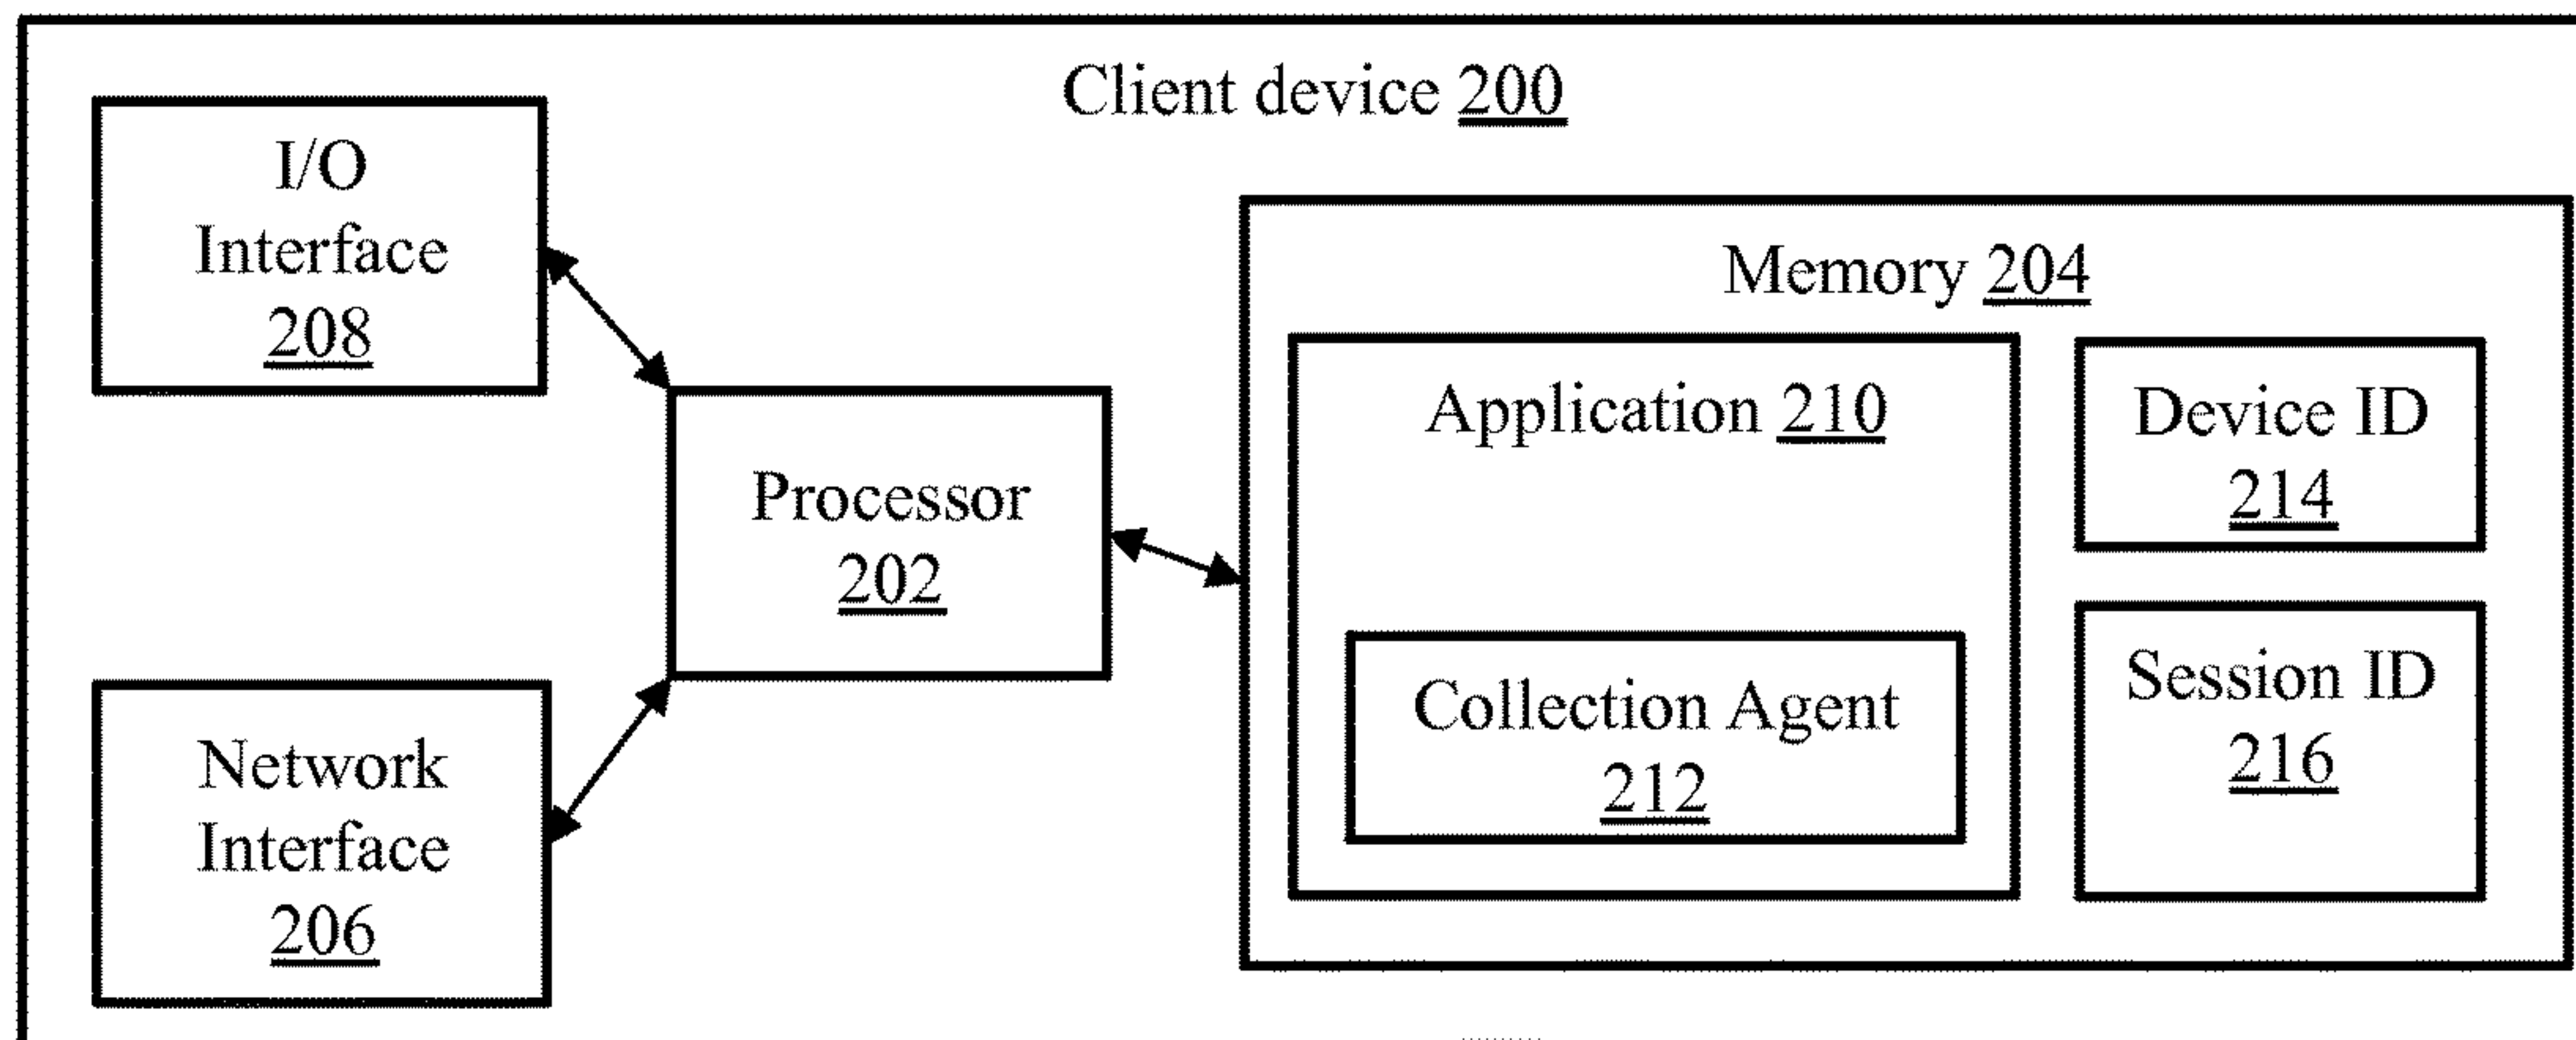 Client device 200
I/O
Interface
208
Network
Interface
206
Processor
202
Memory 204
Application 210
Collection Agent
212
Device ID
214
Session ID
216